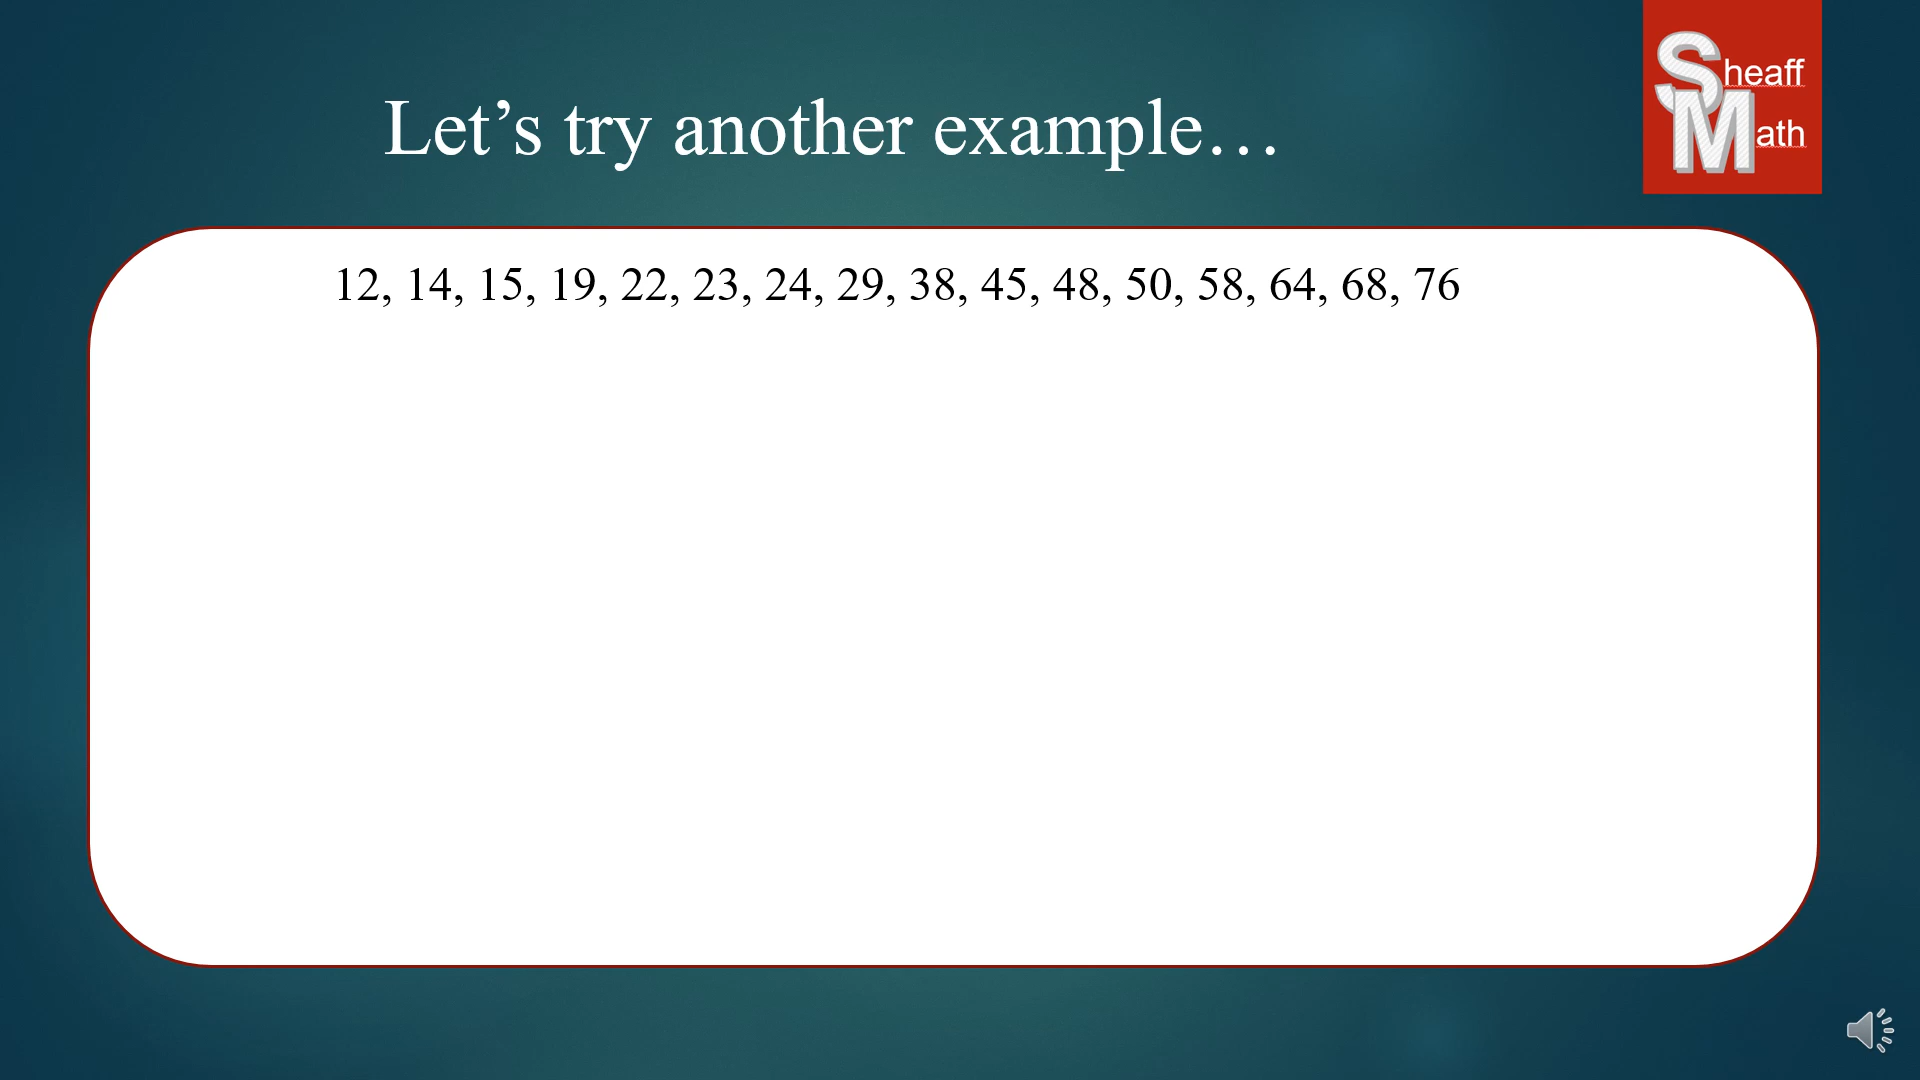 Sheaff
Math
Let’s try another example…
12, 14, 15, 19, 22, 23, 24, 29, 38, 45, 48, 50, 58, 64, 68, 76